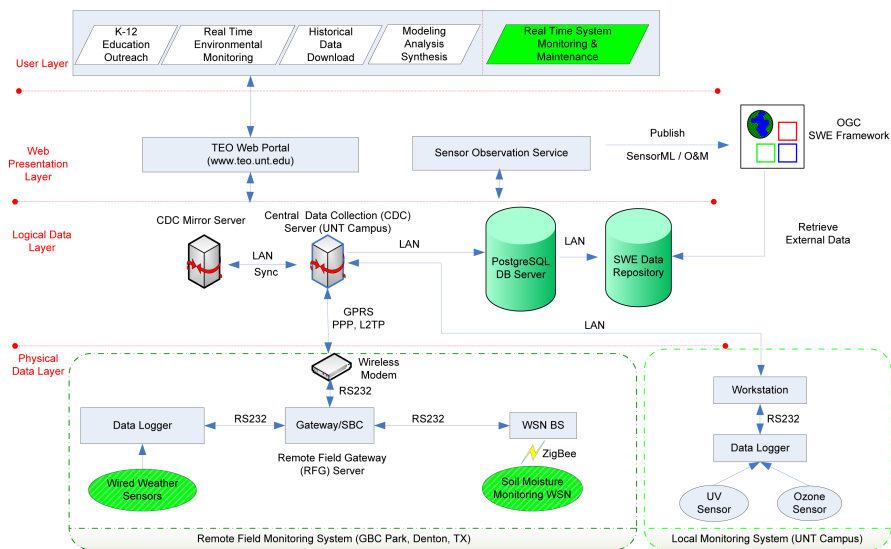 K-12
Education
Outreach
Real Time
Environmental
Monitoring
Historical
Data
Download
Modeling
Analysis
Synthesis
Real Time System
Monitoring &
Maintenance
User Layer
Web
Presentation
Layer
TEO Web Portal
(www.teo.unt.edu)
Sensor Observation Service
Publish
SensorML / O&M
OGC
SWE Framework
Logical Data
Layer
CDC Mirror Server
Central Data Collection (CDC)
Server (UNT Campus)
LAN
Sync
LAN
PostgreSQL
DB Server
LAN
SWE Data
Repository
Retrieve
External Data
GPRS
PPP, L2TP
LAN
Physical
Data Layer
Wireless
Modem
RS232
Data Logger
RS232
Gateway/SBC
RS232
WSN BS
Remote Field Gateway
(RFG) Server
ZigBee
Wired Weather
Sensors
Soil Moisture
Monitoring WSN
Remote Field Monitoring System (GBC Park, Denton, TX)
Workstation
RS232
Data Logger
UV
Sensor
Ozone
Sensor
Local Monitoring System (UNT Campus)